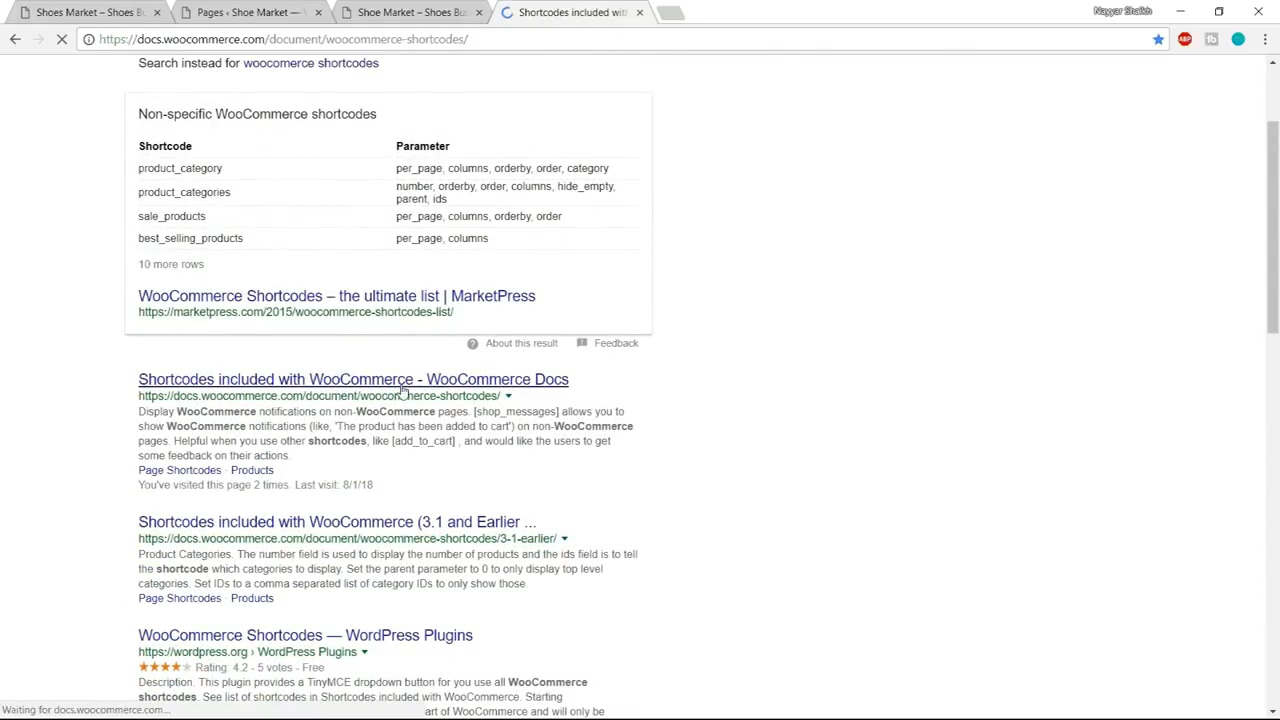 Shoes Market – Shoes Bu
Pages ‹ Shoe Market —
Shoe Market – Shoes Bu
Shortcodes included with
Nayyar Shaikh
https://docs.woocommerce.com/document/woocommerce-shortcodes/
Search instead for woocomerce shortcodes
Non-specific WooCommerce shortcodes
Shortcode Parameter
product_category per_page, columns, orderby, order, category
product_categories number, orderby, order, columns, hide_empty,
parent, ids
sale_products per_page, columns, orderby, order
best_selling_products per_page, columns
10 more rows
WooCommerce Shortcodes – the ultimate list | MarketPress
https://marketpress.com/2015/woocommerce-shortcodes-list/
About this result Feedback
Shortcodes included with WooCommerce - WooCommerce Docs
https://docs.woocommerce.com/document/woocommerce-shortcodes/
Display WooCommerce notifications on non-WooCommerce pages. [shop_messages] allows you to
show WooCommerce notifications (like, 'The product has been added to cart') on non-WooCommerce
pages. Helpful when you use other shortcodes, like [add_to_cart] , and would like the users to get
some feedback on their actions.
Page Shortcodes · Products
You've visited this page 2 times. Last visit: 8/1/18
Shortcodes included with WooCommerce (3.1 and Earlier ...
https://docs.woocommerce.com/document/woocommerce-shortcodes/3-1-earlier/
Product Categories. The number field is used to display the number of products and the ids field is to tell
the shortcode which categories to display. Set the parent parameter to 0 to only display top level
categories. Set IDs to a comma separated list of category IDs to only show those.
Page Shortcodes · Products
WooCommerce Shortcodes — WordPress Plugins
https://wordpress.org › WordPress Plugins
Rating: 4.2 - 5 votes - Free
Description. This plugin provides a TinyMCE dropdown button for you use all WooCommerce
shortcodes. See list of shortcodes in Shortcodes included with WooCommerce. Starting
art of WooCommerce and will only be
Waiting for docs.woocommerce.com...